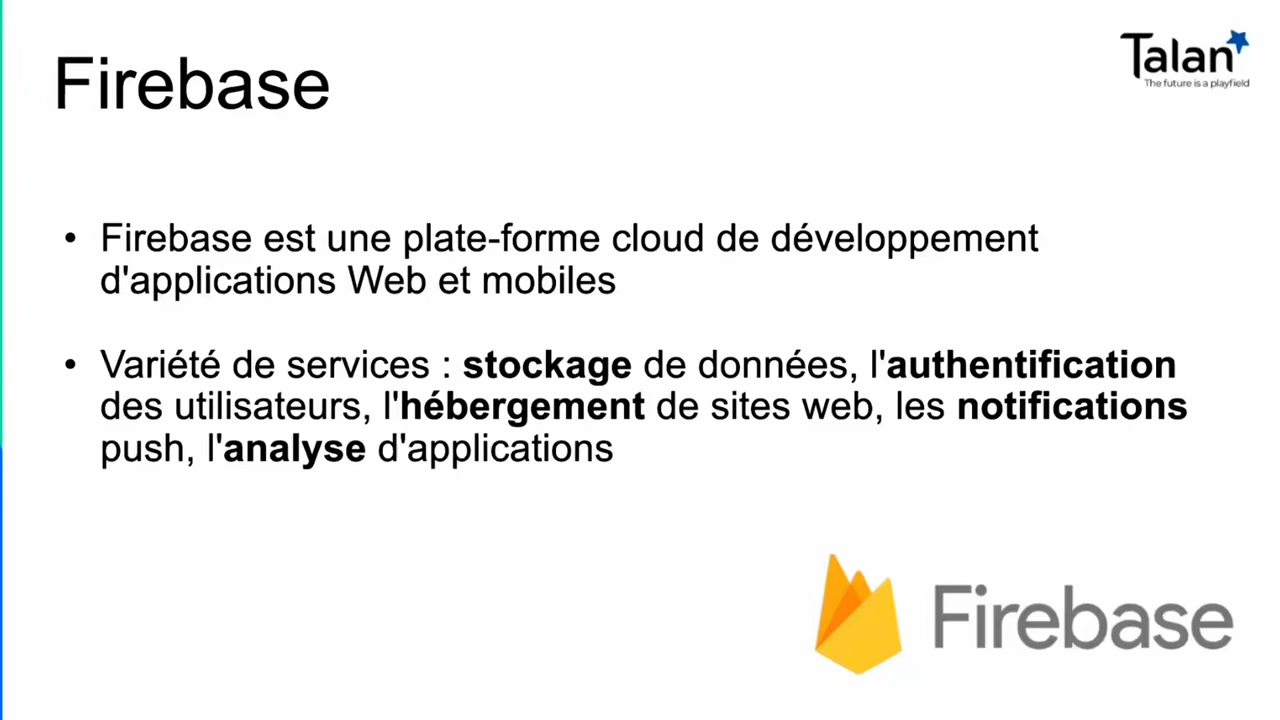 Firebase
Talan
The future is a playfield
• Firebase est une plate-forme cloud de développement
d'applications Web et mobiles
• Variété de services : stockage de données, l'authentification
des utilisateurs, l'hébergement de sites web, les notifications
push, l'analyse d'applications
Firebase